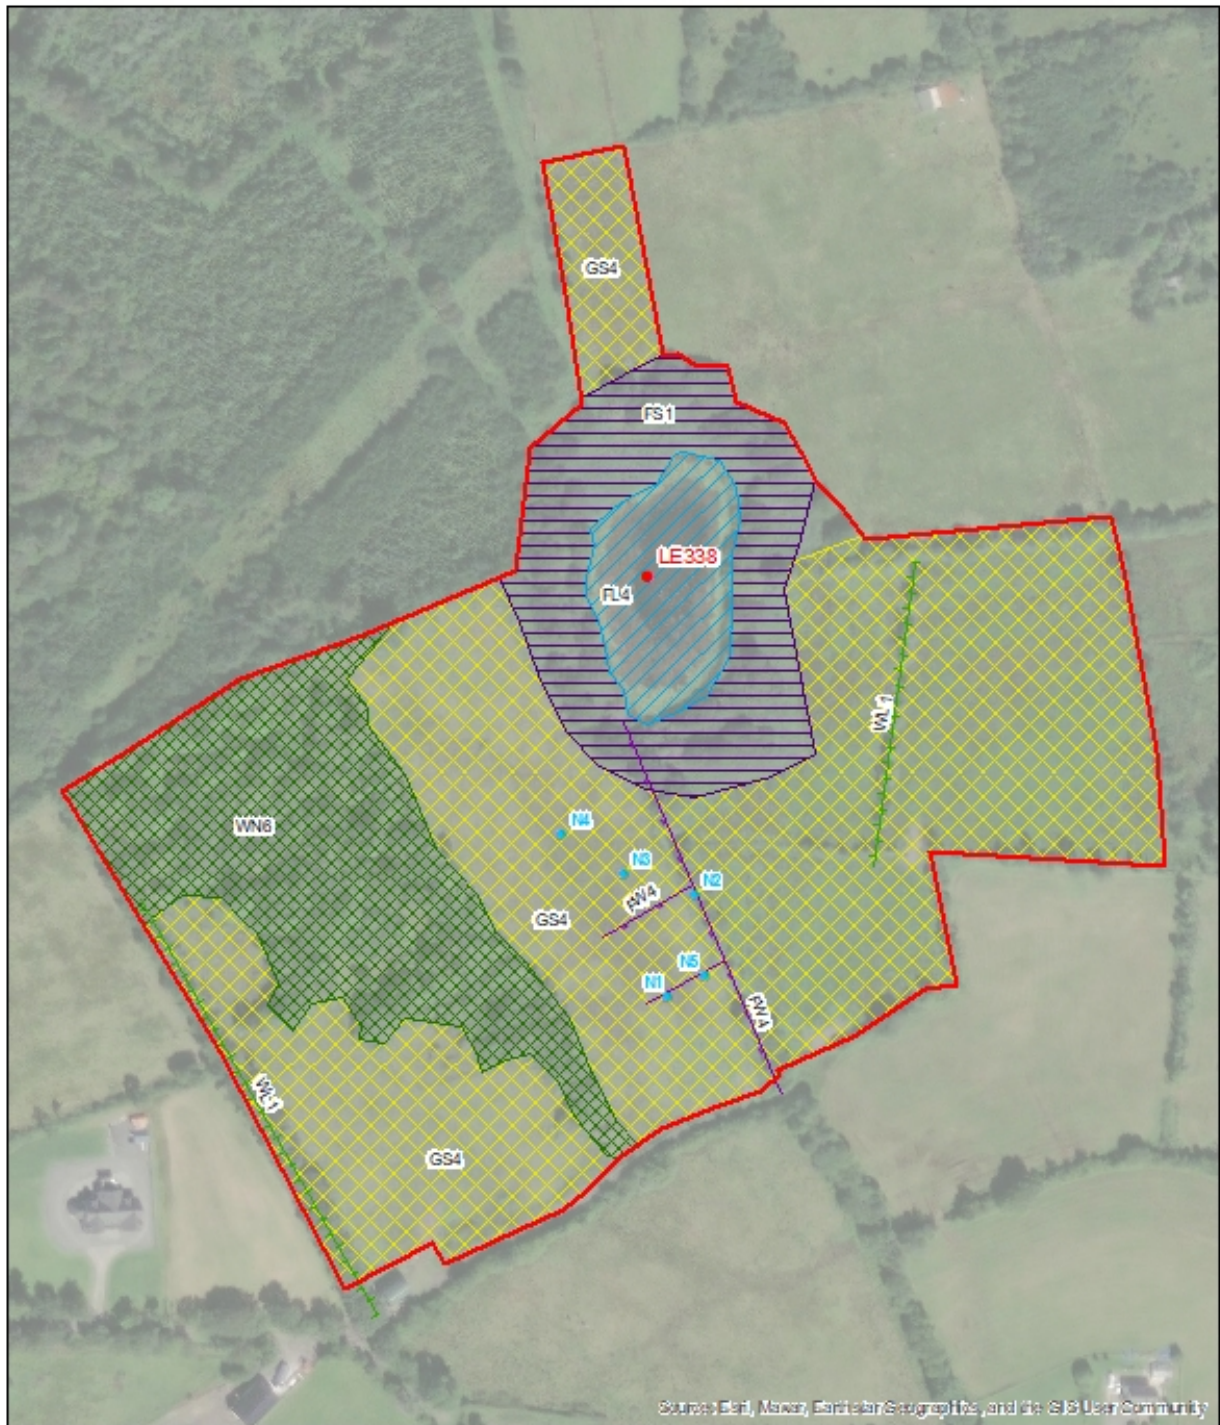 GS4
FS1
LE338
FL4
WL1
WN6
N4
N3
N2
FW4
GS4
N5
N1
FW4
WL1
GS4
Source: Esri, Maxar, Earthstar Geographics, and the GIS User Community